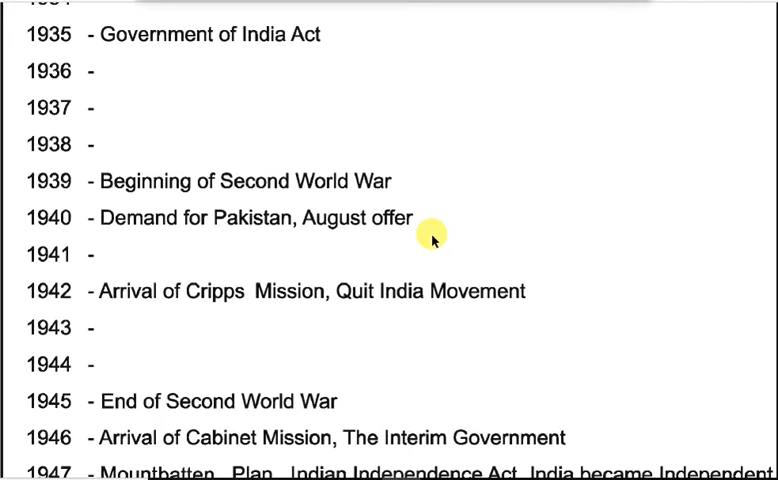 1935 - Government of India Act
1936 -
1937 -
1938 -
1939 - Beginning of Second World War
1940 - Demand for Pakistan, August offer
1941 -
1942 - Arrival of Cripps Mission, Quit India Movement
1943 -
1944 -
1945 - End of Second World War
1946 - Arrival of Cabinet Mission, The Interim Government
1947 - Mountbatten Plan, Indian Independence Act, India became Independent